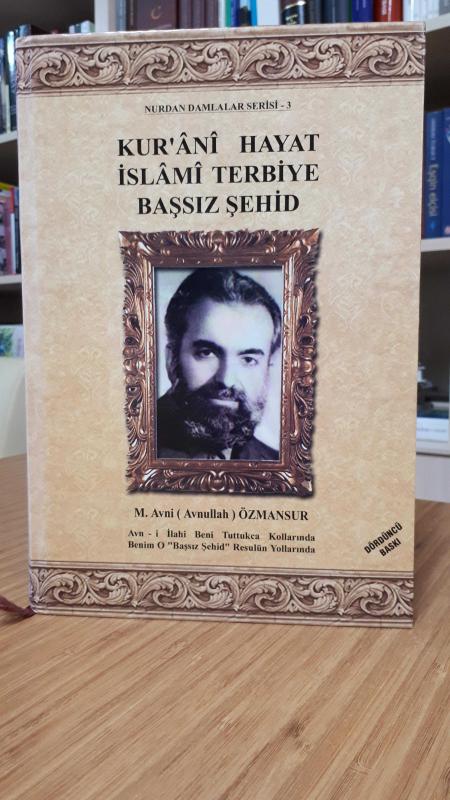 NURDAN DAMLALAR SERİSİ - 3
KUR'ÂNÎ HAYAT
İSLÂMÎ TERBİYE
BAŞSIZ ŞEHİD
M. Avni ( Avnullah ) ÖZMANSUR
Avn - i İlahi Beni Tuttukca Kollarında
Benim O "Başsız Şehid" Resulün Yollarında
DÖRDÜNCÜ
BASKI